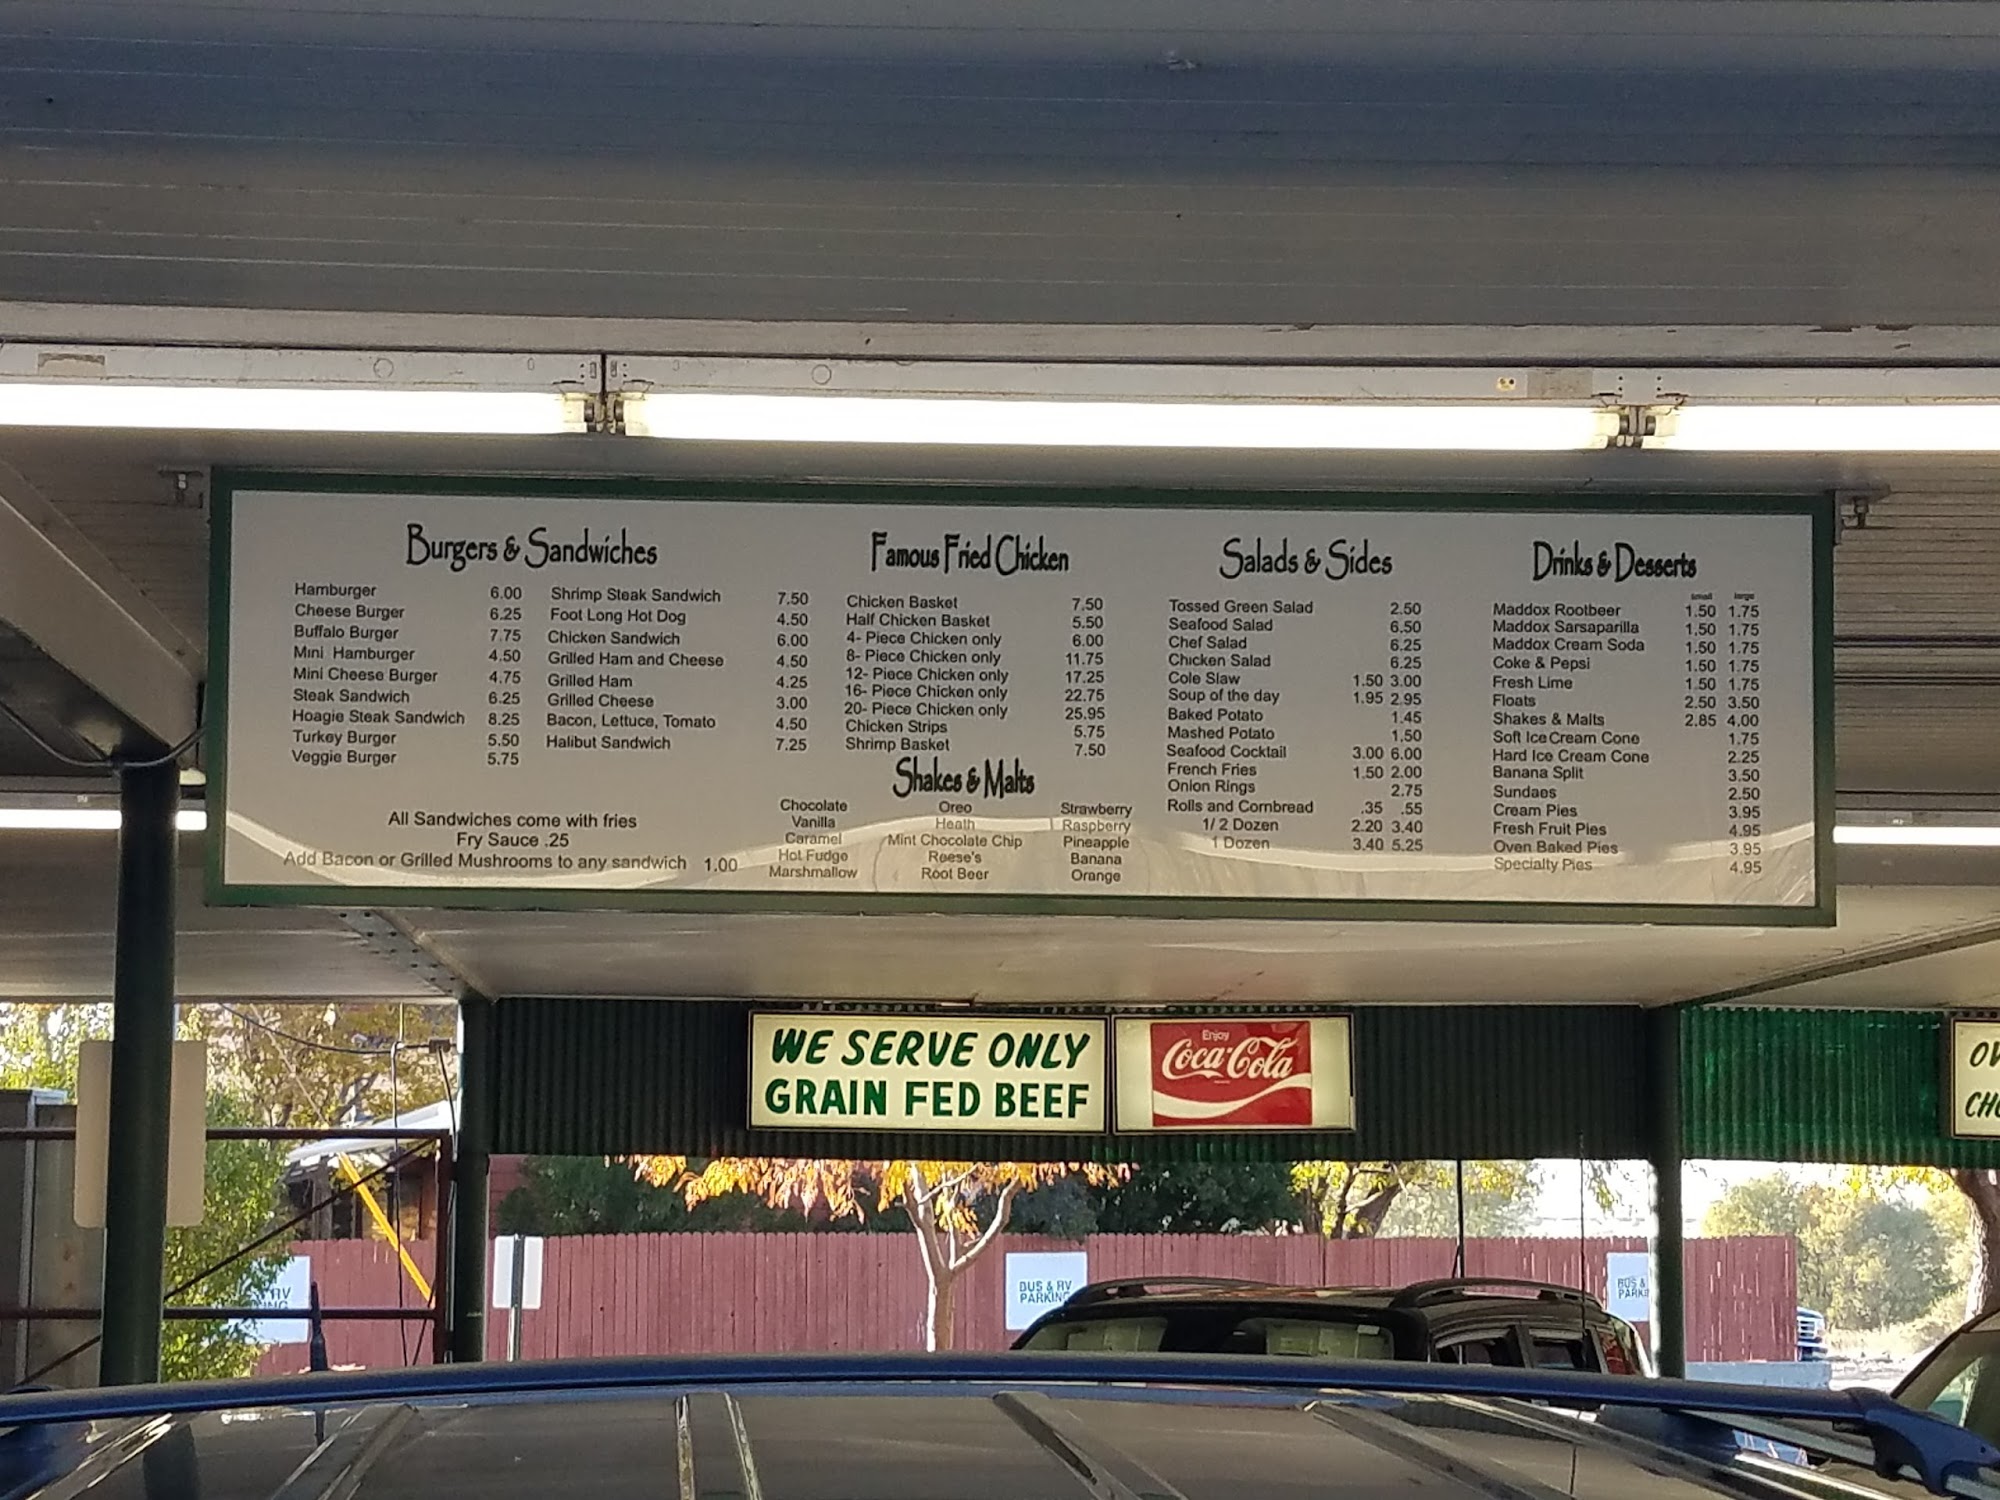 Burgers & Sandwiches
Hamburger 6.00
Cheese Burger 6.25
Buffalo Burger 7.75
Mini Hamburger 4.50
Mini Cheese Burger 4.75
Steak Sandwich 6.25
Hoagie Steak Sandwich 8.25
Turkey Burger 5.50
Veggie Burger 5.75
Shrimp Steak Sandwich 7.50
Foot Long Hot Dog 4.50
Chicken Sandwich 6.00
Grilled Ham and Cheese 4.50
Grilled Ham 4.25
Grilled Cheese 3.00
Bacon, Lettuce, Tomato 4.50
Halibut Sandwich 7.25
All Sandwiches come with fries
Fry Sauce .25
Add Bacon or Grilled Mushrooms to any sandwich 1.00
Famous Fried Chicken
Chicken Basket 7.50
Half Chicken Basket 5.50
4- Piece Chicken only 6.00
8- Piece Chicken only 11.75
12- Piece Chicken only 17.25
16- Piece Chicken only 22.75
20- Piece Chicken only 25.95
Chicken Strips 5.75
Shrimp Basket 7.50
Shakes & Malts
Chocolate Oreo Strawberry
Vanilla Heath Raspberry
Caramel Mint Chocolate Chip Pineapple
Hot Fudge Reese's Banana
Marshmallow Root Beer Orange
Salads & Sides
Tossed Green Salad 2.50
Seafood Salad 6.50
Chef Salad 6.25
Chicken Salad 6.25
Cole Slaw 1.50 3.00
Soup of the day 1.95 2.95
Baked Potato 1.45
Mashed Potato 1.50
Seafood Cocktail 3.00 6.00
French Fries 1.50 2.00
Onion Rings 2.75
Rolls and Cornbread .35 .55
1/ 2 Dozen 2.20 3.40
1 Dozen 3.40 5.25
Drinks & Desserts
small large
Maddox Rootbeer 1.50 1.75
Maddox Sarsaparilla 1.50 1.75
Maddox Cream Soda 1.50 1.75
Coke & Pepsi 1.50 1.75
Fresh Lime 1.50 1.75
Floats 2.50 3.50
Shakes & Malts 2.85 4.00
Soft Ice Cream Cone 1.75
Hard Ice Cream Cone 2.25
Banana Split 3.50
Sundaes 2.50
Cream Pies 3.95
Fresh Fruit Pies 4.95
Oven Baked Pies 3.95
Specialty Pies 4.95
WE SERVE ONLY
GRAIN FED BEEF
Enjoy
Coca-Cola
BUS & RV
PARKING
BUS &
RV